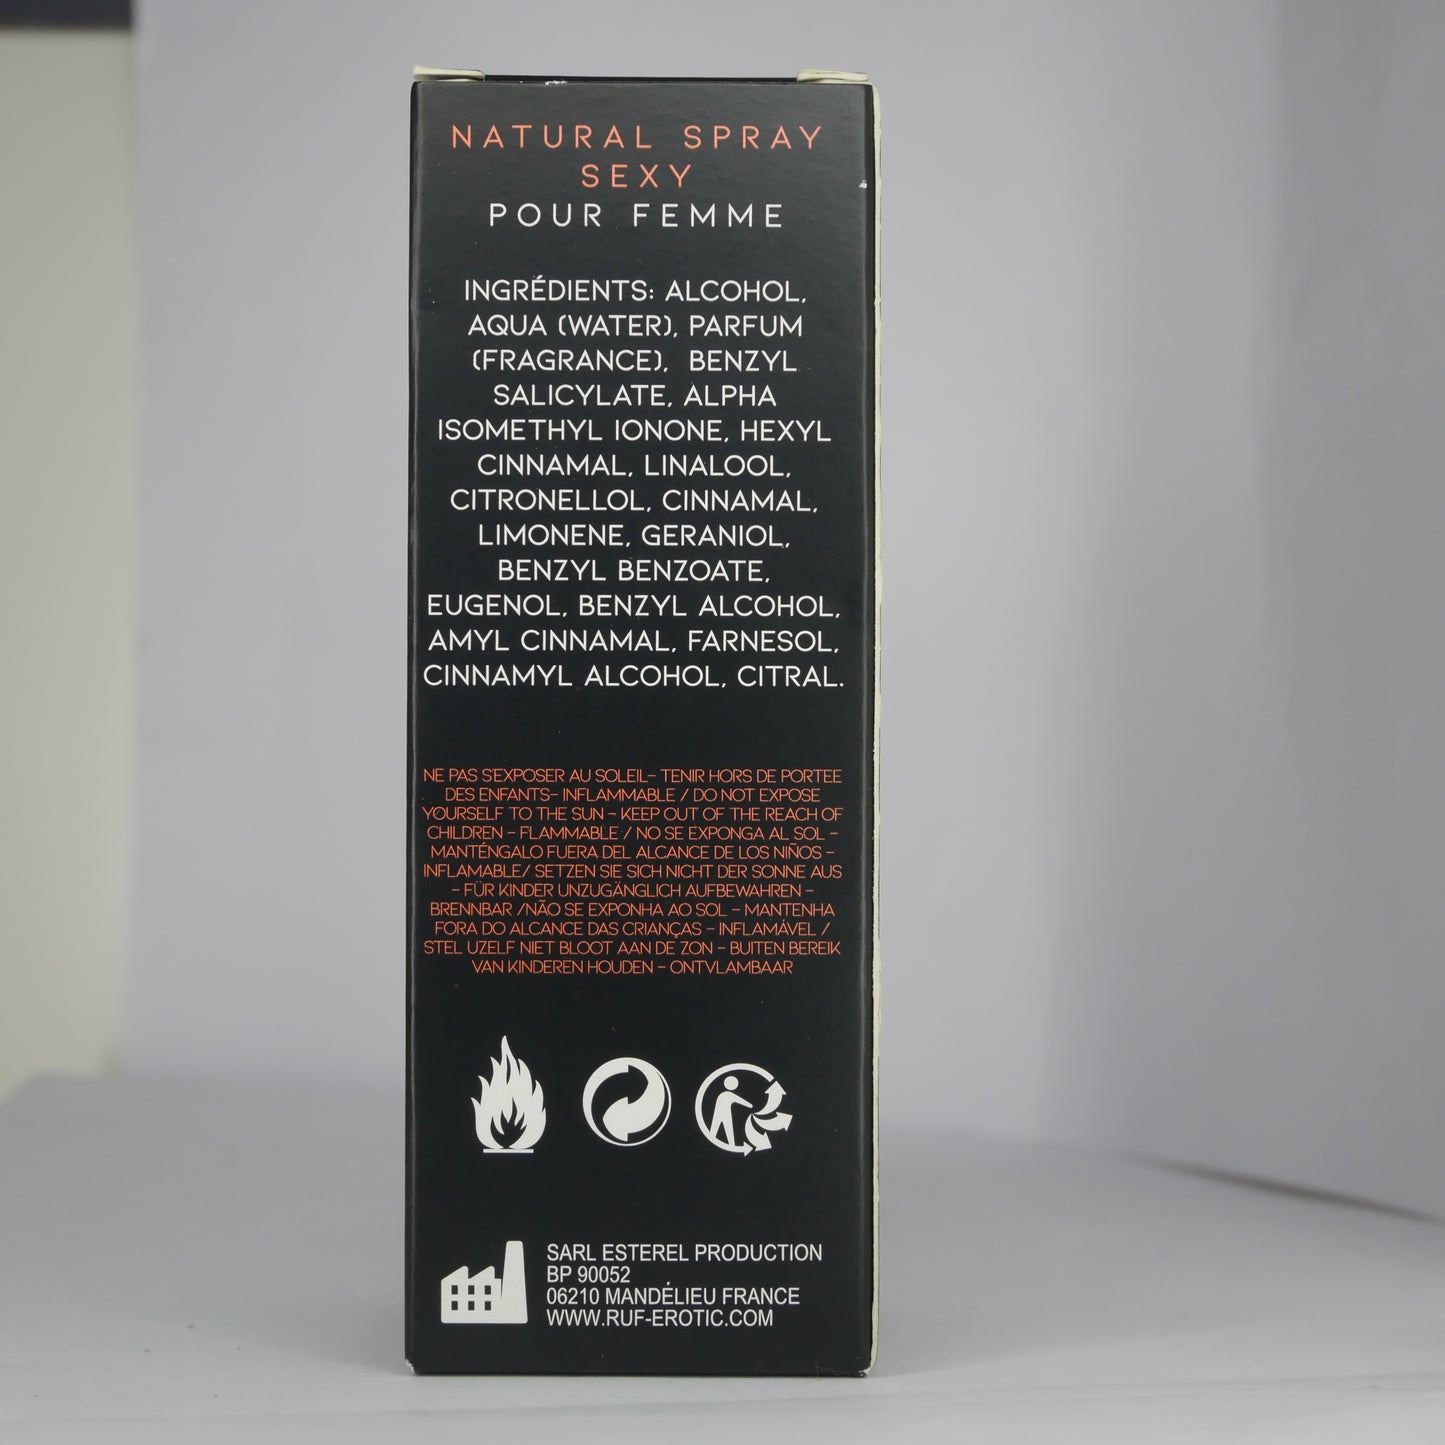 NATURAL SPRAY
SEXY
POUR FEMME
INGRÉDIENTS: ALCOHOL,
AQUA (WATER), PARFUM
(FRAGRANCE), BENZYL
SALICYLATE, ALPHA
ISOMETHYL IONONE, HEXYL
CINNAMAL, LINALOOL,
CITRONELLOL, CINNAMAL,
LIMONENE, GERANIOL,
BENZYL BENZOATE,
EUGENOL, BENZYL ALCOHOL,
AMYL CINNAMAL, FARNESOL,
CINNAMYL ALCOHOL, CITRAL.
NE PAS S'EXPOSER AU SOLEIL- TENIR HORS DE PORTEE
DES ENFANTS- INFLAMMABLE / DO NOT EXPOSE
YOURSELF TO THE SUN - KEEP OUT OF THE REACH OF
CHILDREN - FLAMMABLE / NO SE EXPONGA AL SOL -
MANTÉNGALO FUERA DEL ALCANCE DE LOS NIÑOS -
INFLAMABLE/ SETZEN SIE SICH NICHT DER SONNE AUS
- FÜR KINDER UNZUGÄNGLICH AUFBEWAHREN -
BRENNBAR /NÃO SE EXPONHA AO SOL - MANTENHA
FORA DO ALCANCE DAS CRIANÇAS - INFLAMÁVEL /
STEL UZELF NIET BLOOT AAN DE ZON - BUITEN BEREIK
VAN KINDEREN HOUDEN - ONTVLAMBAAR
SARL ESTEREL PRODUCTION
BP 90052
06210 MANDÉLIEU FRANCE
WWW.RUF-EROTIC.COM